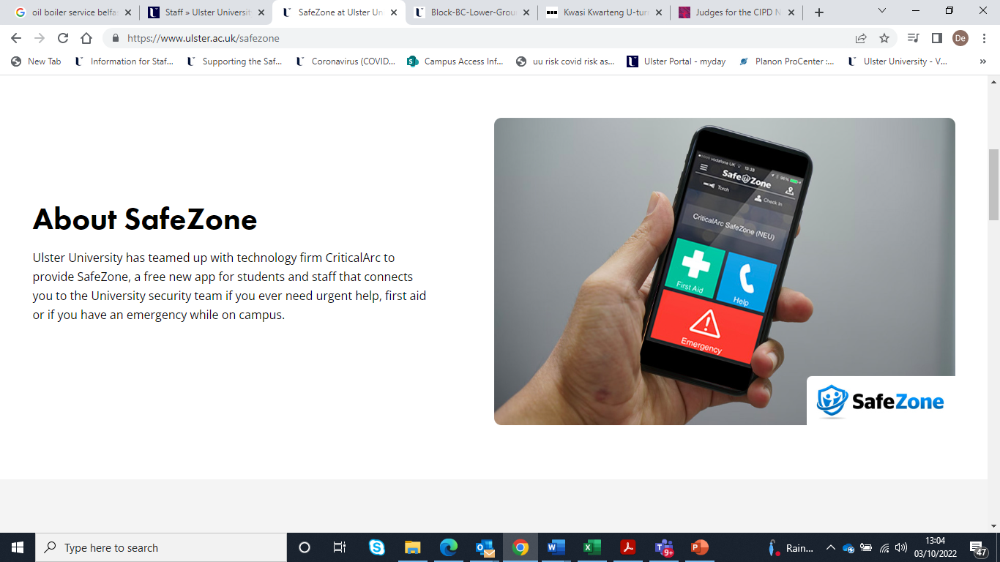 oil boiler service belfa
Staff » Ulster University
SafeZone at Ulster Un
Block-BC-Lower-Grou
Kwasi Kwarteng U-tur
Judges for the CIPD N
https://www.ulster.ac.uk/safezone
De
New Tab
Information for Staf...
Supporting the Saf...
Coronavirus (COVID...
Campus Access Inf...
uu risk covid risk as...
Ulster Portal - myday
Planon ProCenter :...
Ulster University - V...
»
About SafeZone
Ulster University has teamed up with technology firm CriticalArc to
provide SafeZone, a free new app for students and staff that connects
you to the University security team if you ever need urgent help, first aid
or if you have an emergency while on campus.
vodafone UK 13:33 96%
SafeZone
Torch
Check In
CriticalArc SafeZone (NEU)
First Aid
Help
Emergency
SafeZone
Type here to search
9+
Rain...
13:04
03/10/2022
47